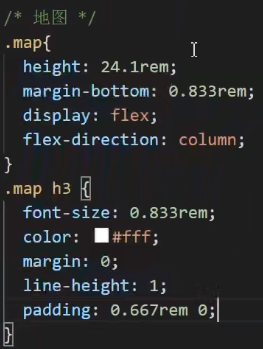 /* 地图 */
.map{
height: 24.1rem;
margin-bottom: 0.833rem;
display: flex;
flex-direction: column;
}
.map h3 {
font-size: 0.833rem;
color: #fff;
margin: 0;
line-height: 1;
padding: 0.667rem 0;
}